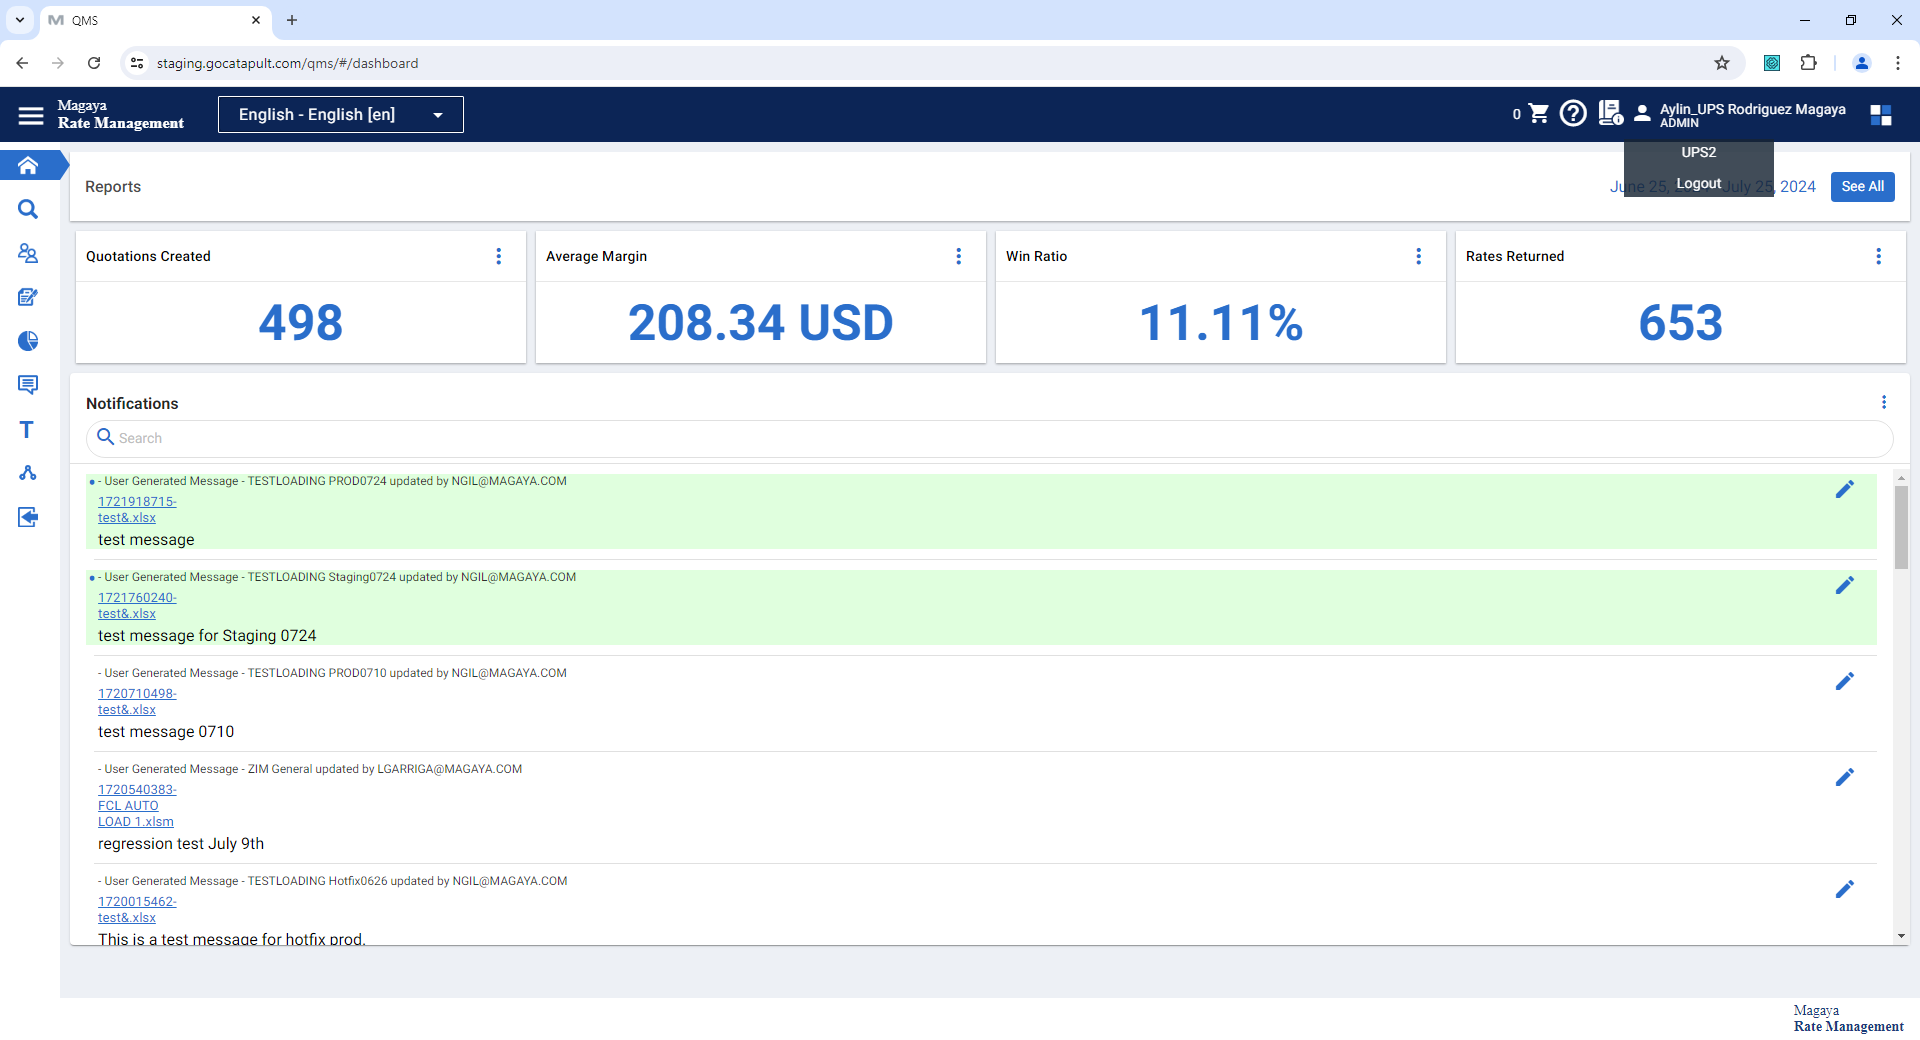 QMS
staging.gocatapult.com/qms/#/dashboard
Magaya
Rate Management
English - English [en]
0
Aylin_UPS Rodriguez Magaya
ADMIN
UPS2
Logout
Reports
June 25, July 25, 2024
See All
Quotations Created
Average Margin
Win Ratio
Rates Returned
498
208.34 USD
11.11%
653
Notifications
Search
- User Generated Message - TESTLOADING PROD0724 updated by NGIL@MAGAYA.COM
1721918715-
test&.xlsx
test message
- User Generated Message - TESTLOADING Staging0724 updated by NGIL@MAGAYA.COM
1721760240-
test&.xlsx
test message for Staging 0724
- User Generated Message - TESTLOADING PROD0710 updated by NGIL@MAGAYA.COM
1720710498-
test&.xlsx
test message 0710
- User Generated Message - ZIM General updated by LGARRIGA@MAGAYA.COM
1720540383-
FCL AUTO
LOAD 1.xlsm
regression test July 9th
- User Generated Message - TESTLOADING Hotfix0626 updated by NGIL@MAGAYA.COM
1720015462-
test&.xlsx
This is a test message for hotfix prod.
Magaya
Rate Management